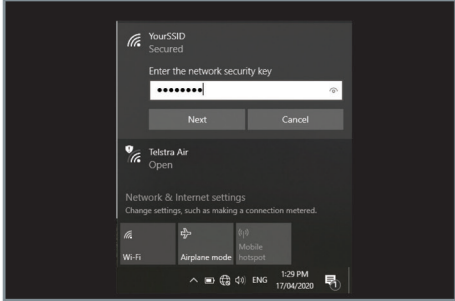 YourSSID
Secured
Enter the network security key
••••••••
Next Cancel
Telstra Air
Open
Network & Internet settings
Change settings, such as making a connection metered.
Wi-Fi Airplane mode Mobile hotspot
ENG 1:29 PM
17/04/2020
1